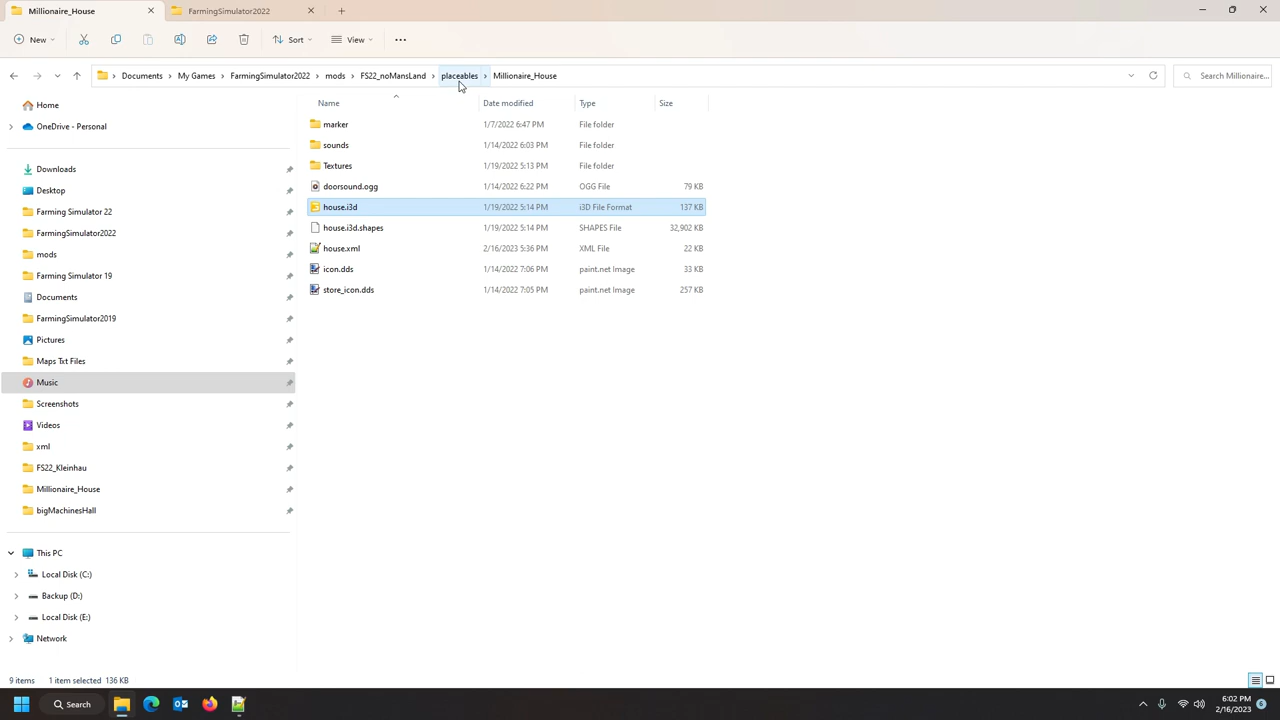 Millionaire_House
FarmingSimulator2022
New
Sort
View
Documents > My Games > FarmingSimulator2022 > mods > FS22_noMansLand > placeables > Millionaire_House
Search Millionaire...
Name Date modified Type Size
marker 1/7/2022 6:47 PM File folder
sounds 1/14/2022 6:03 PM File folder
Textures 1/19/2022 5:13 PM File folder
doorsound.ogg 1/14/2022 6:22 PM OGG File 79 KB
house.i3d 1/19/2022 5:14 PM i3D File Format 137 KB
house.i3d.shapes 1/19/2022 5:14 PM SHAPES File 32,902 KB
house.xml 2/16/2023 5:36 PM XML File 22 KB
icon.dds 1/14/2022 7:06 PM paint.net Image 33 KB
store_icon.dds 1/14/2022 7:05 PM paint.net Image 257 KB
Home
OneDrive - Personal
Downloads
Desktop
Farming Simulator 22
FarmingSimulator2022
mods
Farming Simulator 19
Documents
FarmingSimulator2019
Pictures
Maps Txt Files
Music
Screenshots
Videos
xml
FS22_Kleinhau
Millionaire_House
bigMachinesHall
This PC
Local Disk (C:)
Backup (D:)
Local Disk (E:)
Network
9 items 1 item selected 136 KB
Search
6:02 PM
2/16/2023
6